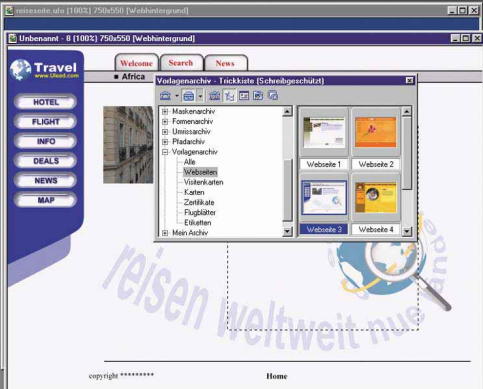 reiseseite.ufo [100%] 750x550 [Webhintergrund]
Unbenannt - 8 [100%] 750x550 [Webhintergrund]
Travel
www.Ulead.com
Welcome Search News
■ Africa
HOTEL
FLIGHT
INFO
DEALS
NEWS
MAP
Vorlagenarchiv - Trickkiste (Schreibgeschützt)
Maskenarchiv
Formenarchiv
Umrissarchiv
Pfadarchiv
Vorlagenarchiv
Alle
Webseiten
Visitenkarten
Karten
Zertifikate
Flugblätter
Etiketten
Mein Archiv
Webseite 1 Webseite 2
Webseite 3 Webseite 4
reisen weltweit
copyright *********
Home